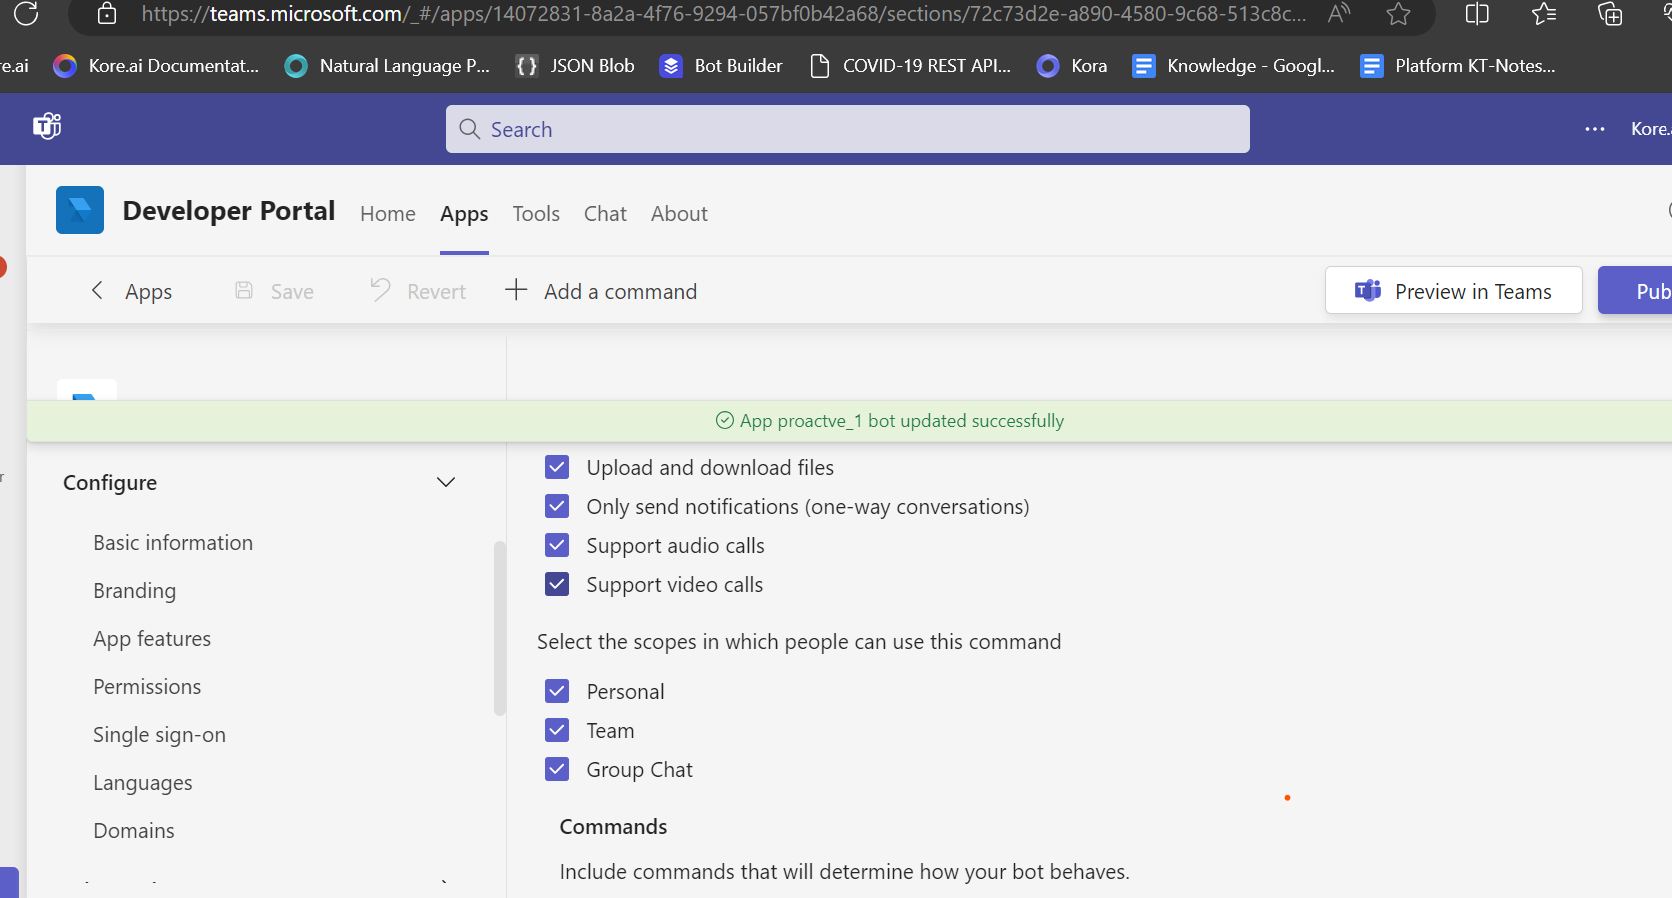 https://teams.microsoft.com/_#/apps/14072831-8a2a-4f76-9294-057bf0b42a68/sections/72c73d2e-a890-4580-9c68-513c8c...
re.ai Kore.ai Documentat... Natural Language P... JSON Blob Bot Builder COVID-19 REST API... Kora Knowledge - Googl... Platform KT-Notes...
Search
Kore.a
Developer Portal Home Apps Tools Chat About
Apps Save Revert Add a command Preview in Teams Pub
App proactve_1 bot updated successfully
Configure
Basic information
Branding
App features
Permissions
Single sign-on
Languages
Domains
Upload and download files
Only send notifications (one-way conversations)
Support audio calls
Support video calls
Select the scopes in which people can use this command
Personal
Team
Group Chat
Commands
Include commands that will determine how your bot behaves.